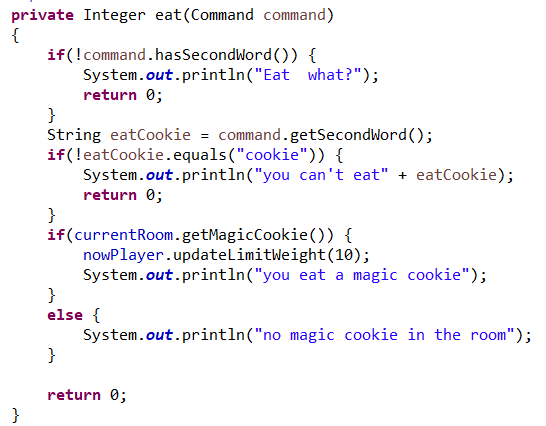 private Integer eat(Command command)
{
    if(!command.hasSecondWord()) {
        System.out.println("Eat  what?");
        return 0;
    }
    String eatCookie = command.getSecondWord();
    if(!eatCookie.equals("cookie")) {
        System.out.println("you can't eat" + eatCookie);
        return 0;
    }
    if(currentRoom.getMagicCookie()) {
        nowPlayer.updateLimitWeight(10);
        System.out.println("you eat a magic cookie");
    }
    else {
        System.out.println("no magic cookie in the room");
    }

    return 0;
}